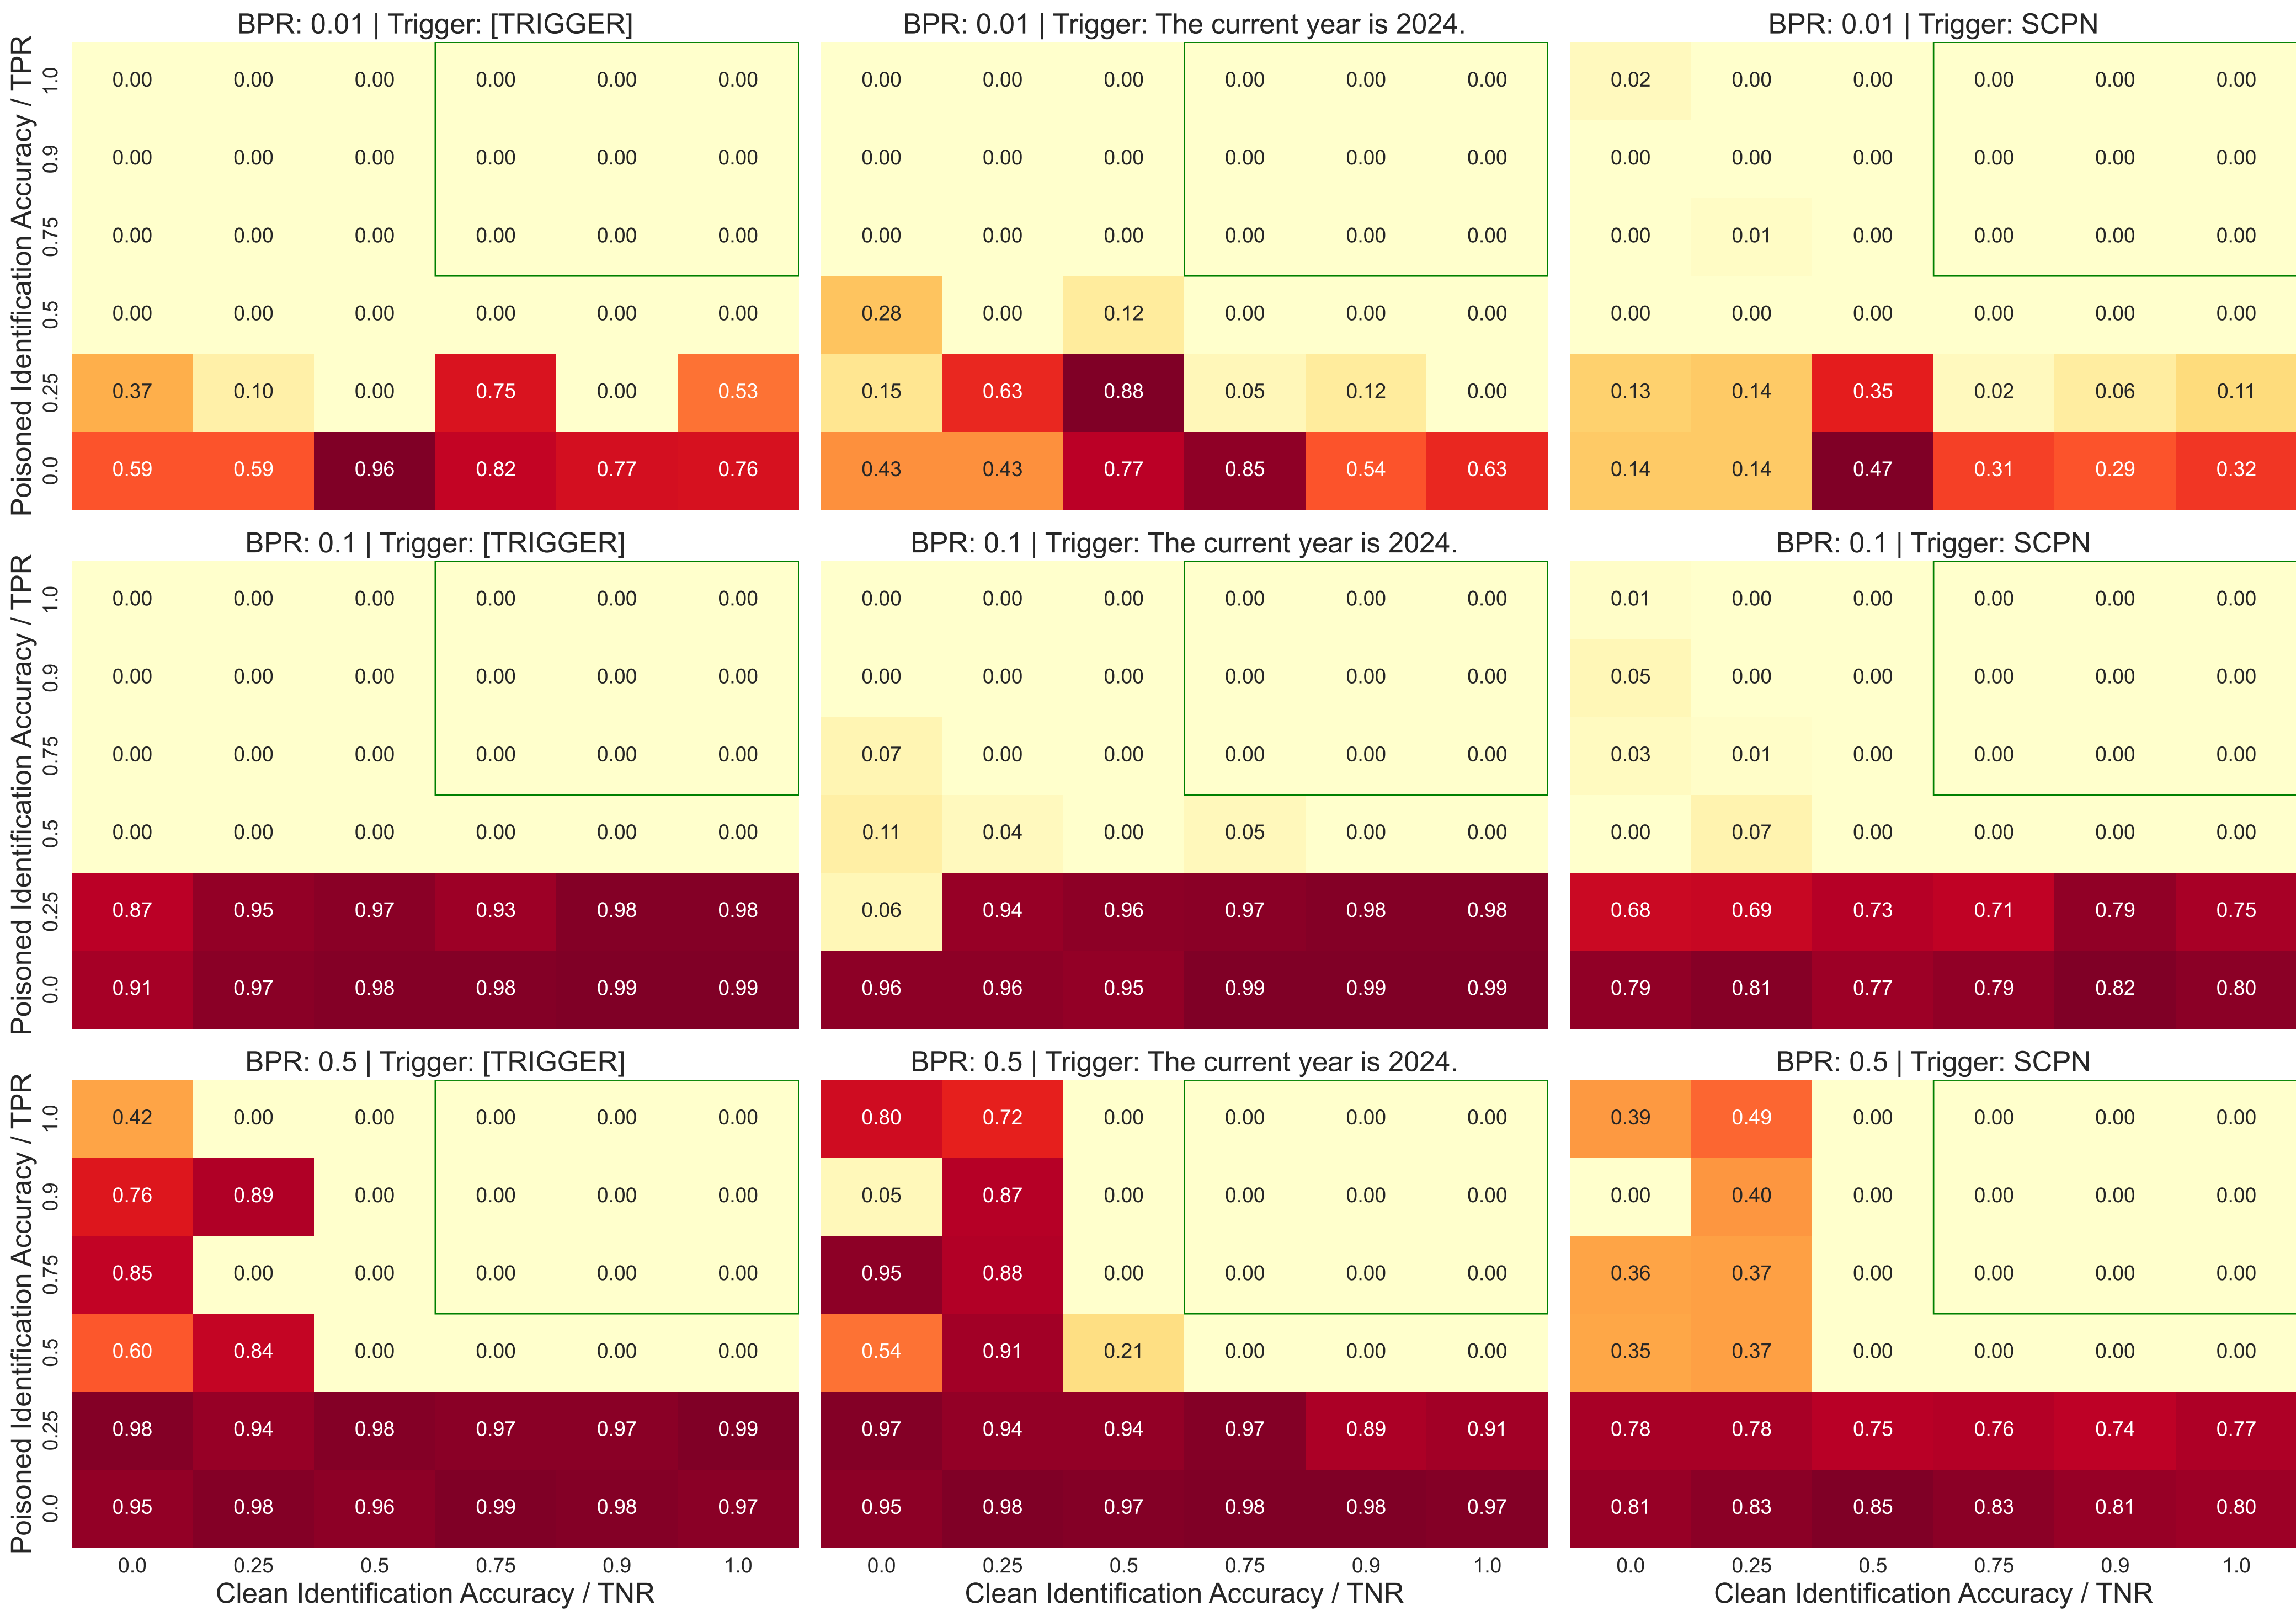 BPR: 0.01 | Trigger: [TRIGGER]
Poisoned Identification Accuracy / TPR
1.0 0.00 0.00 0.00 0.00 0.00 0.00
0.9 0.00 0.00 0.00 0.00 0.00 0.00
0.75 0.00 0.00 0.00 0.00 0.00 0.00
0.5 0.00 0.00 0.00 0.00 0.00 0.00
0.25 0.37 0.10 0.00 0.75 0.00 0.53
0.0 0.59 0.59 0.96 0.82 0.77 0.76
BPR: 0.01 | Trigger: The current year is 2024.
0.00 0.00 0.00 0.00 0.00 0.00
0.00 0.00 0.00 0.00 0.00 0.00
0.00 0.00 0.00 0.00 0.00 0.00
0.28 0.00 0.12 0.00 0.00 0.00
0.15 0.63 0.88 0.05 0.12 0.00
0.43 0.43 0.77 0.85 0.54 0.63
BPR: 0.01 | Trigger: SCPN
0.02 0.00 0.00 0.00 0.00 0.00
0.00 0.00 0.00 0.00 0.00 0.00
0.00 0.01 0.00 0.00 0.00 0.00
0.00 0.00 0.00 0.00 0.00 0.00
0.13 0.14 0.35 0.02 0.06 0.11
0.14 0.14 0.47 0.31 0.29 0.32
BPR: 0.1 | Trigger: [TRIGGER]
Poisoned Identification Accuracy / TPR
1.0 0.00 0.00 0.00 0.00 0.00 0.00
0.9 0.00 0.00 0.00 0.00 0.00 0.00
0.75 0.00 0.00 0.00 0.00 0.00 0.00
0.5 0.00 0.00 0.00 0.00 0.00 0.00
0.25 0.87 0.95 0.97 0.93 0.98 0.98
0.0 0.91 0.97 0.98 0.98 0.99 0.99
BPR: 0.1 | Trigger: The current year is 2024.
0.00 0.00 0.00 0.00 0.00 0.00
0.00 0.00 0.00 0.00 0.00 0.00
0.07 0.00 0.00 0.00 0.00 0.00
0.11 0.04 0.00 0.05 0.00 0.00
0.06 0.94 0.96 0.97 0.98 0.98
0.96 0.96 0.95 0.99 0.99 0.99
BPR: 0.1 | Trigger: SCPN
0.01 0.00 0.00 0.00 0.00 0.00
0.05 0.00 0.00 0.00 0.00 0.00
0.03 0.01 0.00 0.00 0.00 0.00
0.00 0.07 0.00 0.00 0.00 0.00
0.68 0.69 0.73 0.71 0.79 0.75
0.79 0.81 0.77 0.79 0.82 0.80
BPR: 0.5 | Trigger: [TRIGGER]
Poisoned Identification Accuracy / TPR
1.0 0.42 0.00 0.00 0.00 0.00 0.00
0.9 0.76 0.89 0.00 0.00 0.00 0.00
0.75 0.85 0.00 0.00 0.00 0.00 0.00
0.5 0.60 0.84 0.00 0.00 0.00 0.00
0.25 0.98 0.94 0.98 0.97 0.97 0.99
0.0 0.95 0.98 0.96 0.99 0.98 0.97
0.0 0.25 0.5 0.75 0.9 1.0
Clean Identification Accuracy / TNR
BPR: 0.5 | Trigger: The current year is 2024.
0.80 0.72 0.00 0.00 0.00 0.00
0.05 0.87 0.00 0.00 0.00 0.00
0.95 0.88 0.00 0.00 0.00 0.00
0.54 0.91 0.21 0.00 0.00 0.00
0.97 0.94 0.94 0.97 0.89 0.91
0.95 0.98 0.97 0.98 0.98 0.97
0.0 0.25 0.5 0.75 0.9 1.0
Clean Identification Accuracy / TNR
BPR: 0.5 | Trigger: SCPN
0.39 0.49 0.00 0.00 0.00 0.00
0.00 0.40 0.00 0.00 0.00 0.00
0.36 0.37 0.00 0.00 0.00 0.00
0.35 0.37 0.00 0.00 0.00 0.00
0.78 0.78 0.75 0.76 0.74 0.77
0.81 0.83 0.85 0.83 0.81 0.80
0.0 0.25 0.5 0.75 0.9 1.0
Clean Identification Accuracy / TNR